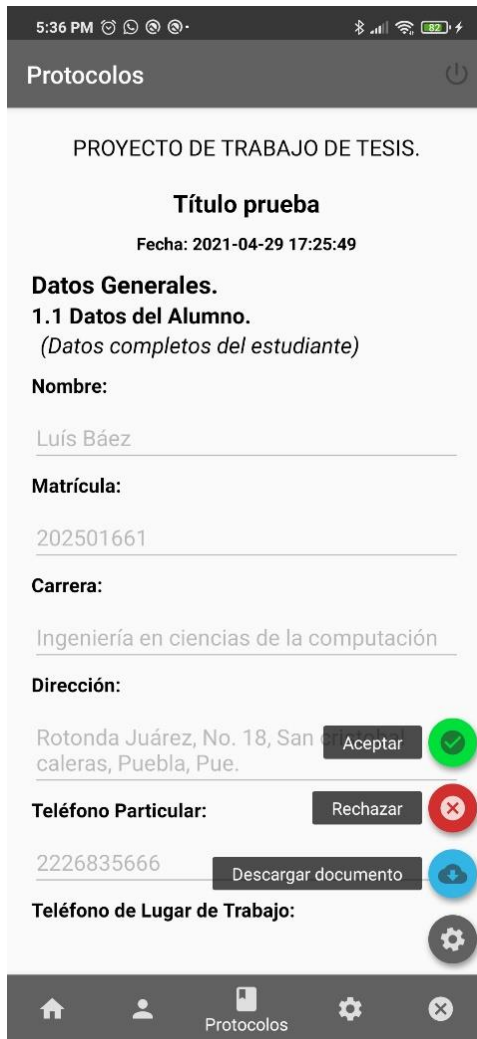 5:36 PM
82
Protocolos
PROYECTO DE TRABAJO DE TESIS.
Título prueba
Fecha: 2021-04-29 17:25:49
Datos Generales.
1.1 Datos del Alumno.
(Datos completos del estudiante)
Nombre:
Luís Báez
Matrícula:
202501661
Carrera:
Ingeniería en ciencias de la computación
Dirección:
Rotonda Juárez, No. 18, San
caleras, Puebla, Pue.
Aceptar
Teléfono Particular:
Rechazar
2226835666
Descargar documento
Teléfono de Lugar de Trabajo:
Protocolos